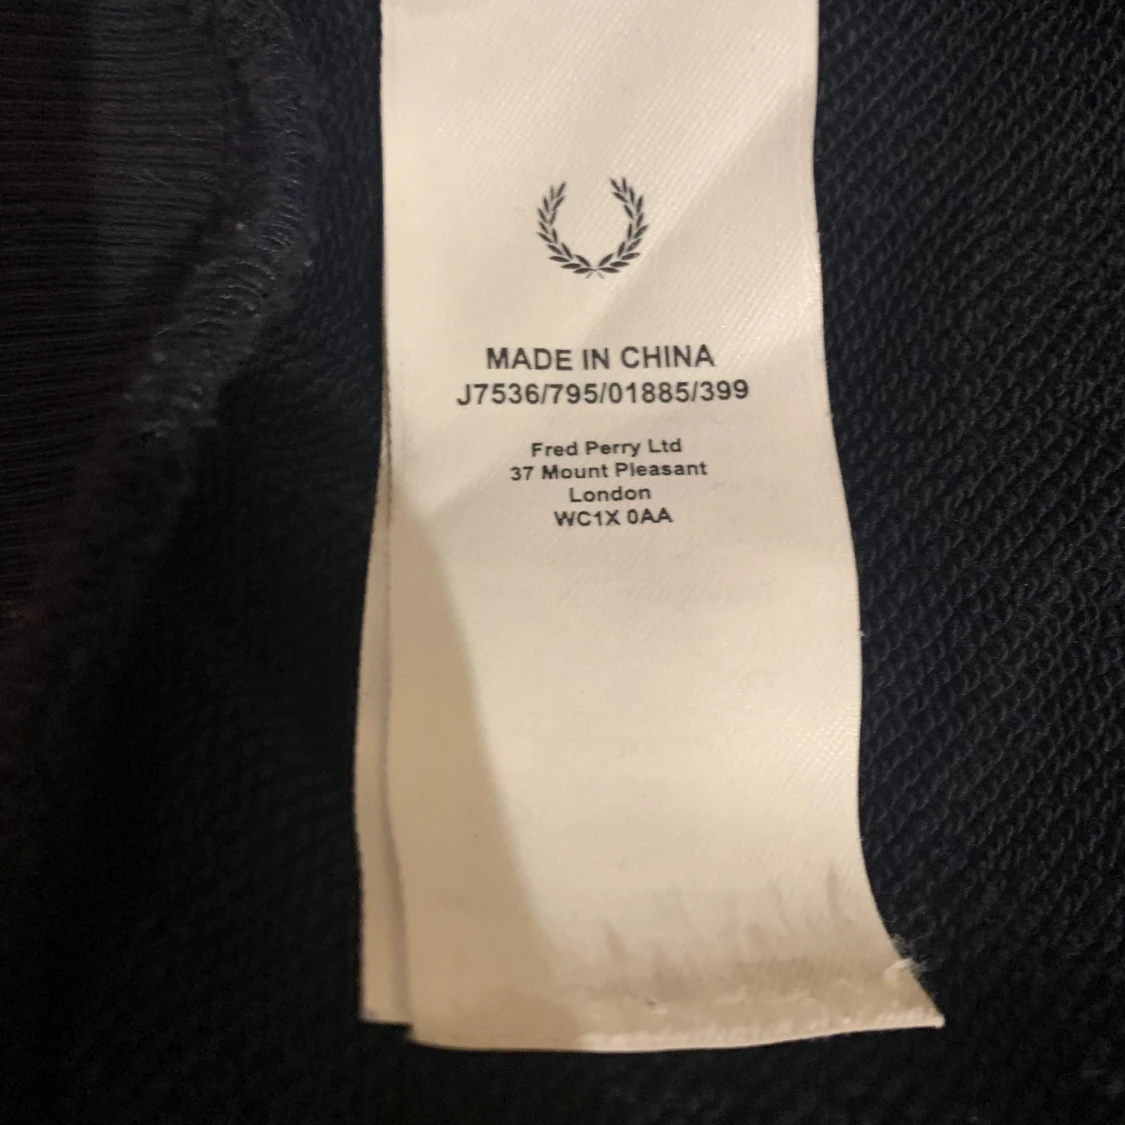 MADE IN CHINA
J7536/795/01885/399
Fred Perry Ltd
37 Mount Pleasant
London
WC1X 0AA